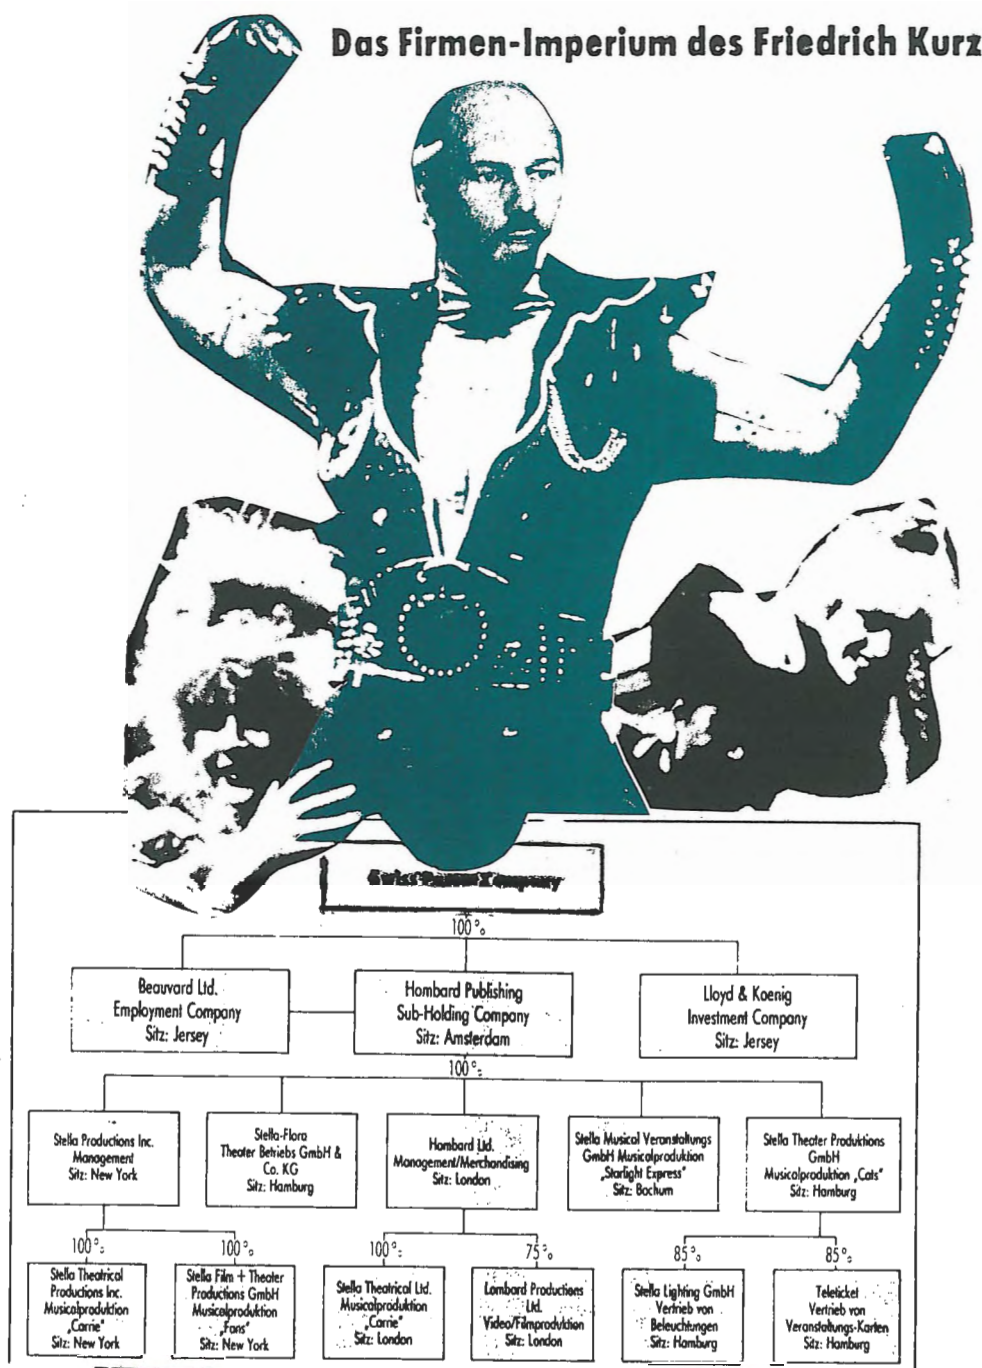 Das Firmen-Imperium des Friedrich Kurz
Swiss Company
100%
Beauvard Ltd.
Employment Company
Sitz: Jersey
Hombard Publishing
Sub-Holding Company
Sitz: Amsterdam
Lloyd & Koenig
Investment Company
Sitz: Jersey
100%
Stella Productions Inc.
Management
Sitz: New York
Stella-Flora
Theater Betriebs GmbH &
Co. KG
Sitz: Hamburg
Hombard Ltd.
Management/Merchandising
Sitz: London
Stella Musical Veranstaltungs
GmbH Musicalproduktion
„Starlight Express"
Sitz: Bochum
Stella Theater Produktions
GmbH
Musicalproduktion „Cats"
Sitz: Hamburg
100%
Stella Theatrical
Productions Inc.
Musicalproduktion
„Carrie"
Sitz: New York
100%
Stella Film + Theater
Productions GmbH
Musicalproduktion
„Fans"
Sitz: New York
100%
Stella Theatrical Ltd.
Musicalproduktion
„Carrie"
Sitz: London
75%
Lombard Productions
Ltd.
Video/Filmproduktion
Sitz: London
85%
Stella Lighting GmbH
Vertrieb von
Beleuchtungen
Sitz: Hamburg
85%
Teleticket
Vertrieb von
Veranstaltungs-Karten
Sitz: Hamburg